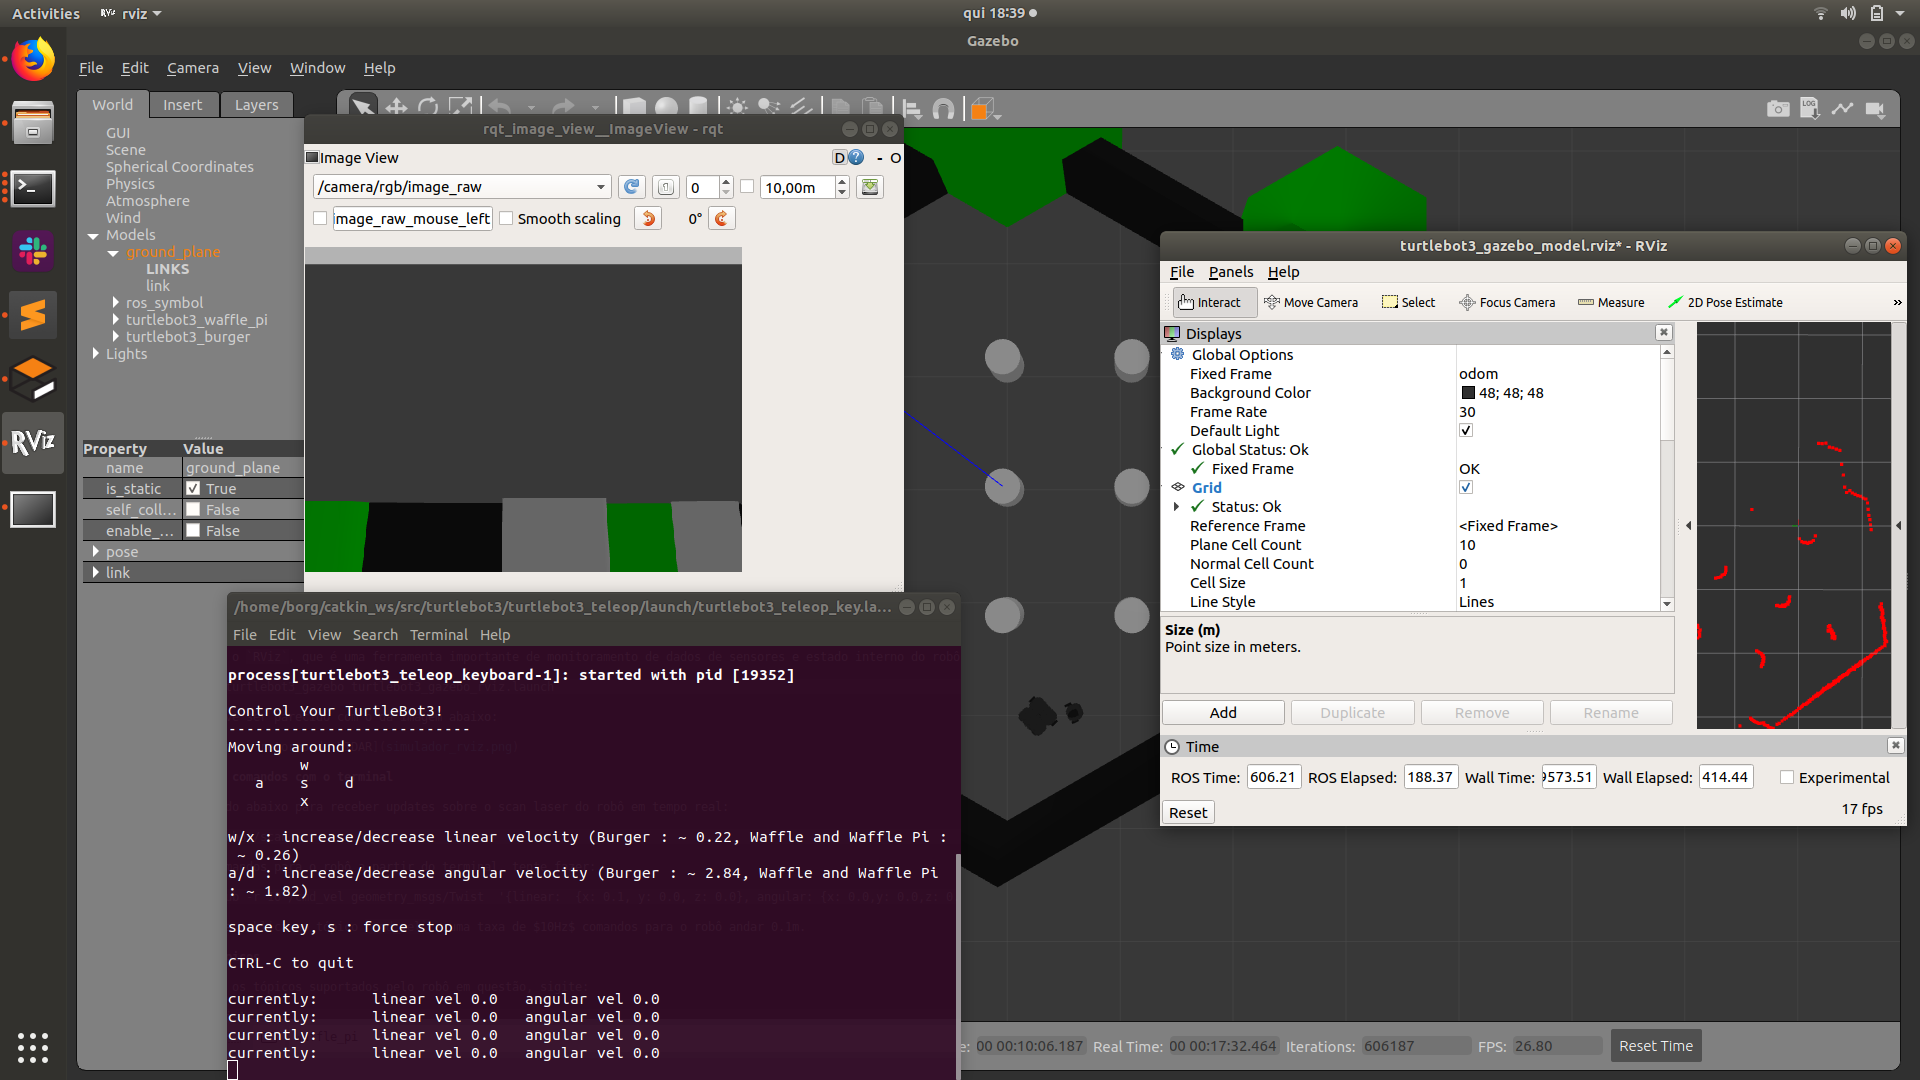 Activities
RViz rviz
qui 18:39
Gazebo
File Edit Camera View Window Help
World Insert Layers
GUI
Scene
Spherical Coordinates
Physics
Atmosphere
Wind
Models
ground_plane
LINKS
link
ros_symbol
turtlebot3_waffle_pi
turtlebot3_burger
Lights
Property Value
name ground_plane
is_static True
self_coll... False
enable_... False
pose
link
LOG
RViz
rqt_image_view__ImageView - rqt
Image View
D ? - O
/camera/rgb/image_raw
0
10,00m
image_raw_mouse_left
Smooth scaling
0°
/home/borg/catkin_ws/src/turtlebot3/turtlebot3_teleop/launch/turtlebot3_teleop_key.la...
File Edit View Search Terminal Help
process[turtlebot3_teleop_keyboard-1]: started with pid [19352]
Control Your TurtleBot3!
---------------------------
Moving around:
w
a s d
x
w/x : increase/decrease linear velocity (Burger : ~ 0.22, Waffle and Waffle Pi :
~ 0.26)
a/d : increase/decrease angular velocity (Burger : ~ 2.84, Waffle and Waffle Pi
: ~ 1.82)
space key, s : force stop
CTRL-C to quit
currently: linear vel 0.0 angular vel 0.0
currently: linear vel 0.0 angular vel 0.0
currently: linear vel 0.0 angular vel 0.0
currently: linear vel 0.0 angular vel 0.0
turtlebot3_gazebo_model.rviz* - RViz
File Panels Help
Interact Move Camera Select Focus Camera Measure 2D Pose Estimate »
Displays
Global Options
Fixed Frame odom
Background Color 48; 48; 48
Frame Rate 30
Default Light
Global Status: Ok
Fixed Frame OK
Grid
Status: Ok
Reference Frame <Fixed Frame>
Plane Cell Count 10
Normal Cell Count 0
Cell Size 1
Line Style Lines
Size (m)
Point size in meters.
Add Duplicate Remove Rename
Time
ROS Time: 606.21 ROS Elapsed: 188.37 Wall Time: 9573.51 Wall Elapsed: 414.44 Experimental
Reset
17 fps
e: 00 00:10:06.187 Real Time: 00 00:17:32.464 Iterations: 606187 FPS: 26.80 Reset Time